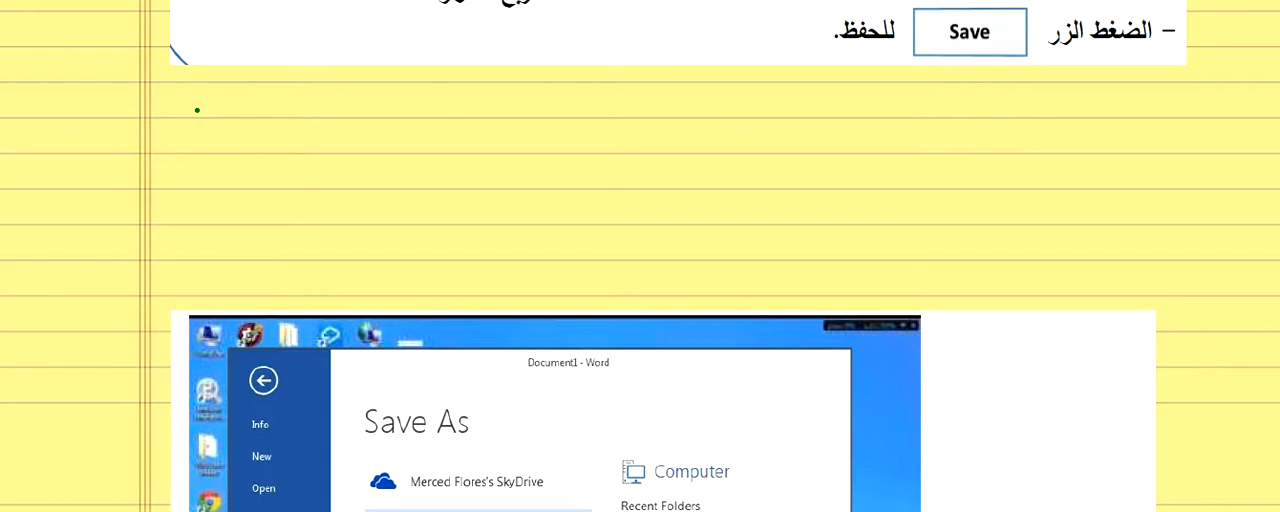 – الضغط الزر Save للحفظ.
Document1 - Word
Save As
Info
New
Open
Merced Flores's SkyDrive
Computer
Recent Folders